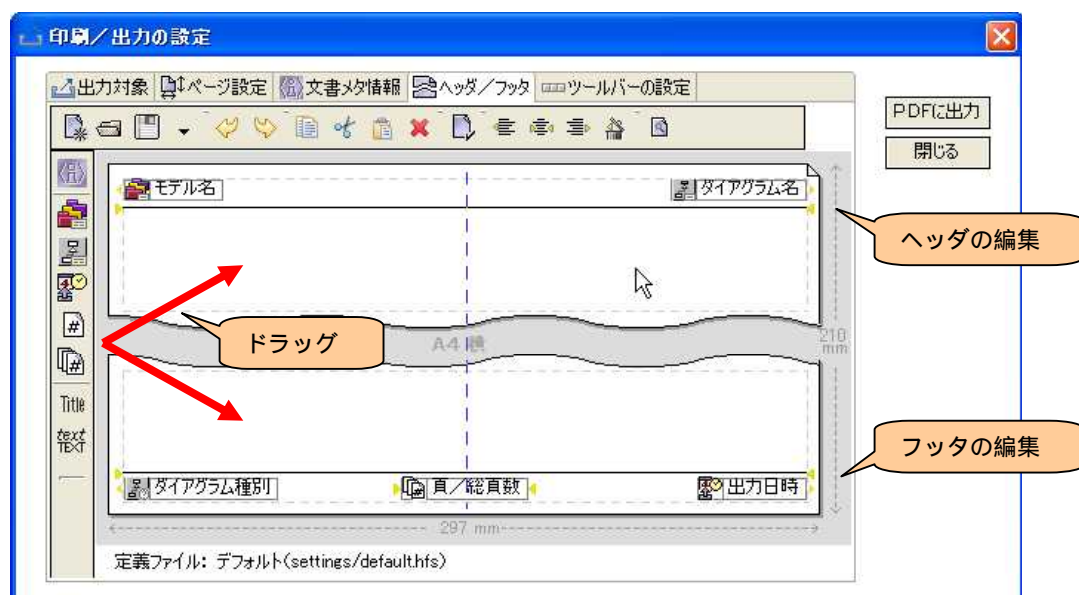 印刷／出力の設定
出力対象 ページ設定 文書メタ情報 ヘッダ／フッタ ツールバーの設定
PDFに出力
閉じる
モデル名 ダイアグラム名
ヘッダの編集
ドラッグ
A4 横
210
mm
Title
text
TEXT
フッタの編集
ダイアグラム種別 頁／総頁数 出力日時
297 mm
定義ファイル： デフォルト(settings/default.hfs)